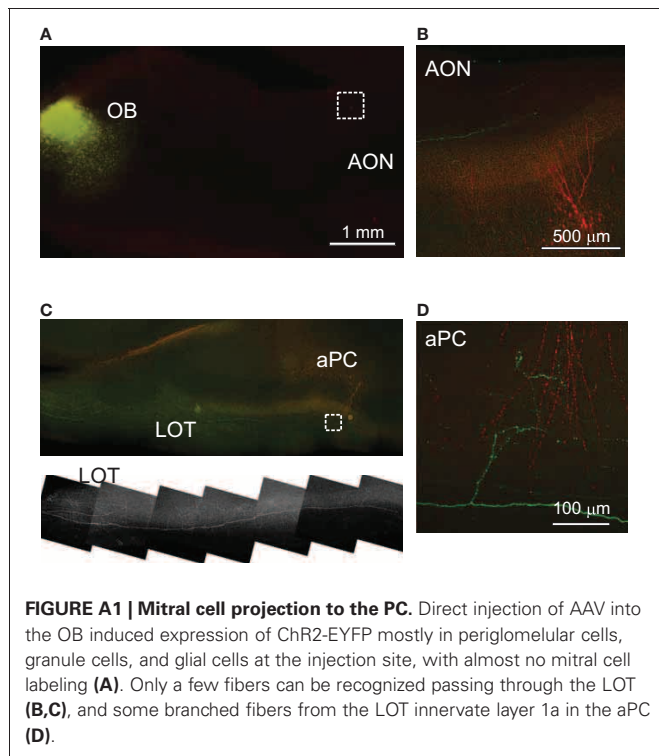 A
OB
AON
1 mm
B
AON
500 µm
C
aPC
LOT
LOT
D
aPC
100 µm
FIGURE A1 | Mitral cell projection to the PC. Direct injection of AAV into
the OB induced expression of ChR2-EYFP mostly in periglomelular cells,
granule cells, and glial cells at the injection site, with almost no mitral cell
labeling (A). Only a few fibers can be recognized passing through the LOT
(B,C), and some branched fibers from the LOT innervate layer 1a in the aPC
(D).